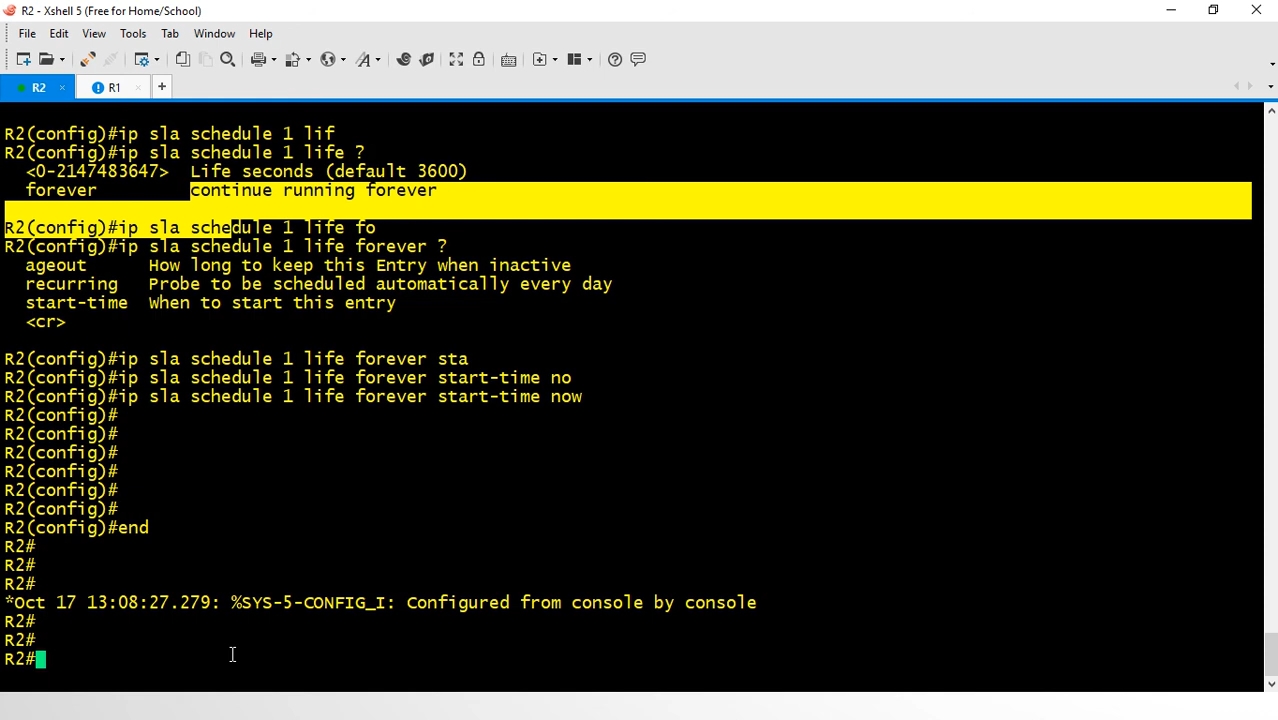 R2 - Xshell 5 (Free for Home/School)
File Edit View Tools Tab Window Help
R2 R1
R2(config)#ip sla schedule 1 lif
R2(config)#ip sla schedule 1 life ?
<0-2147483647> Life seconds (default 3600)
forever continue running forever
R2(config)#ip sla schedule 1 life fo
R2(config)#ip sla schedule 1 life forever ?
ageout How long to keep this Entry when inactive
recurring Probe to be scheduled automatically every day
start-time When to start this entry
<cr>
R2(config)#ip sla schedule 1 life forever sta
R2(config)#ip sla schedule 1 life forever start-time no
R2(config)#ip sla schedule 1 life forever start-time now
R2(config)#
R2(config)#
R2(config)#
R2(config)#
R2(config)#
R2(config)#
R2(config)#end
R2#
R2#
R2#
*Oct 17 13:08:27.279: %SYS-5-CONFIG_I: Configured from console by console
R2#
R2#
R2#